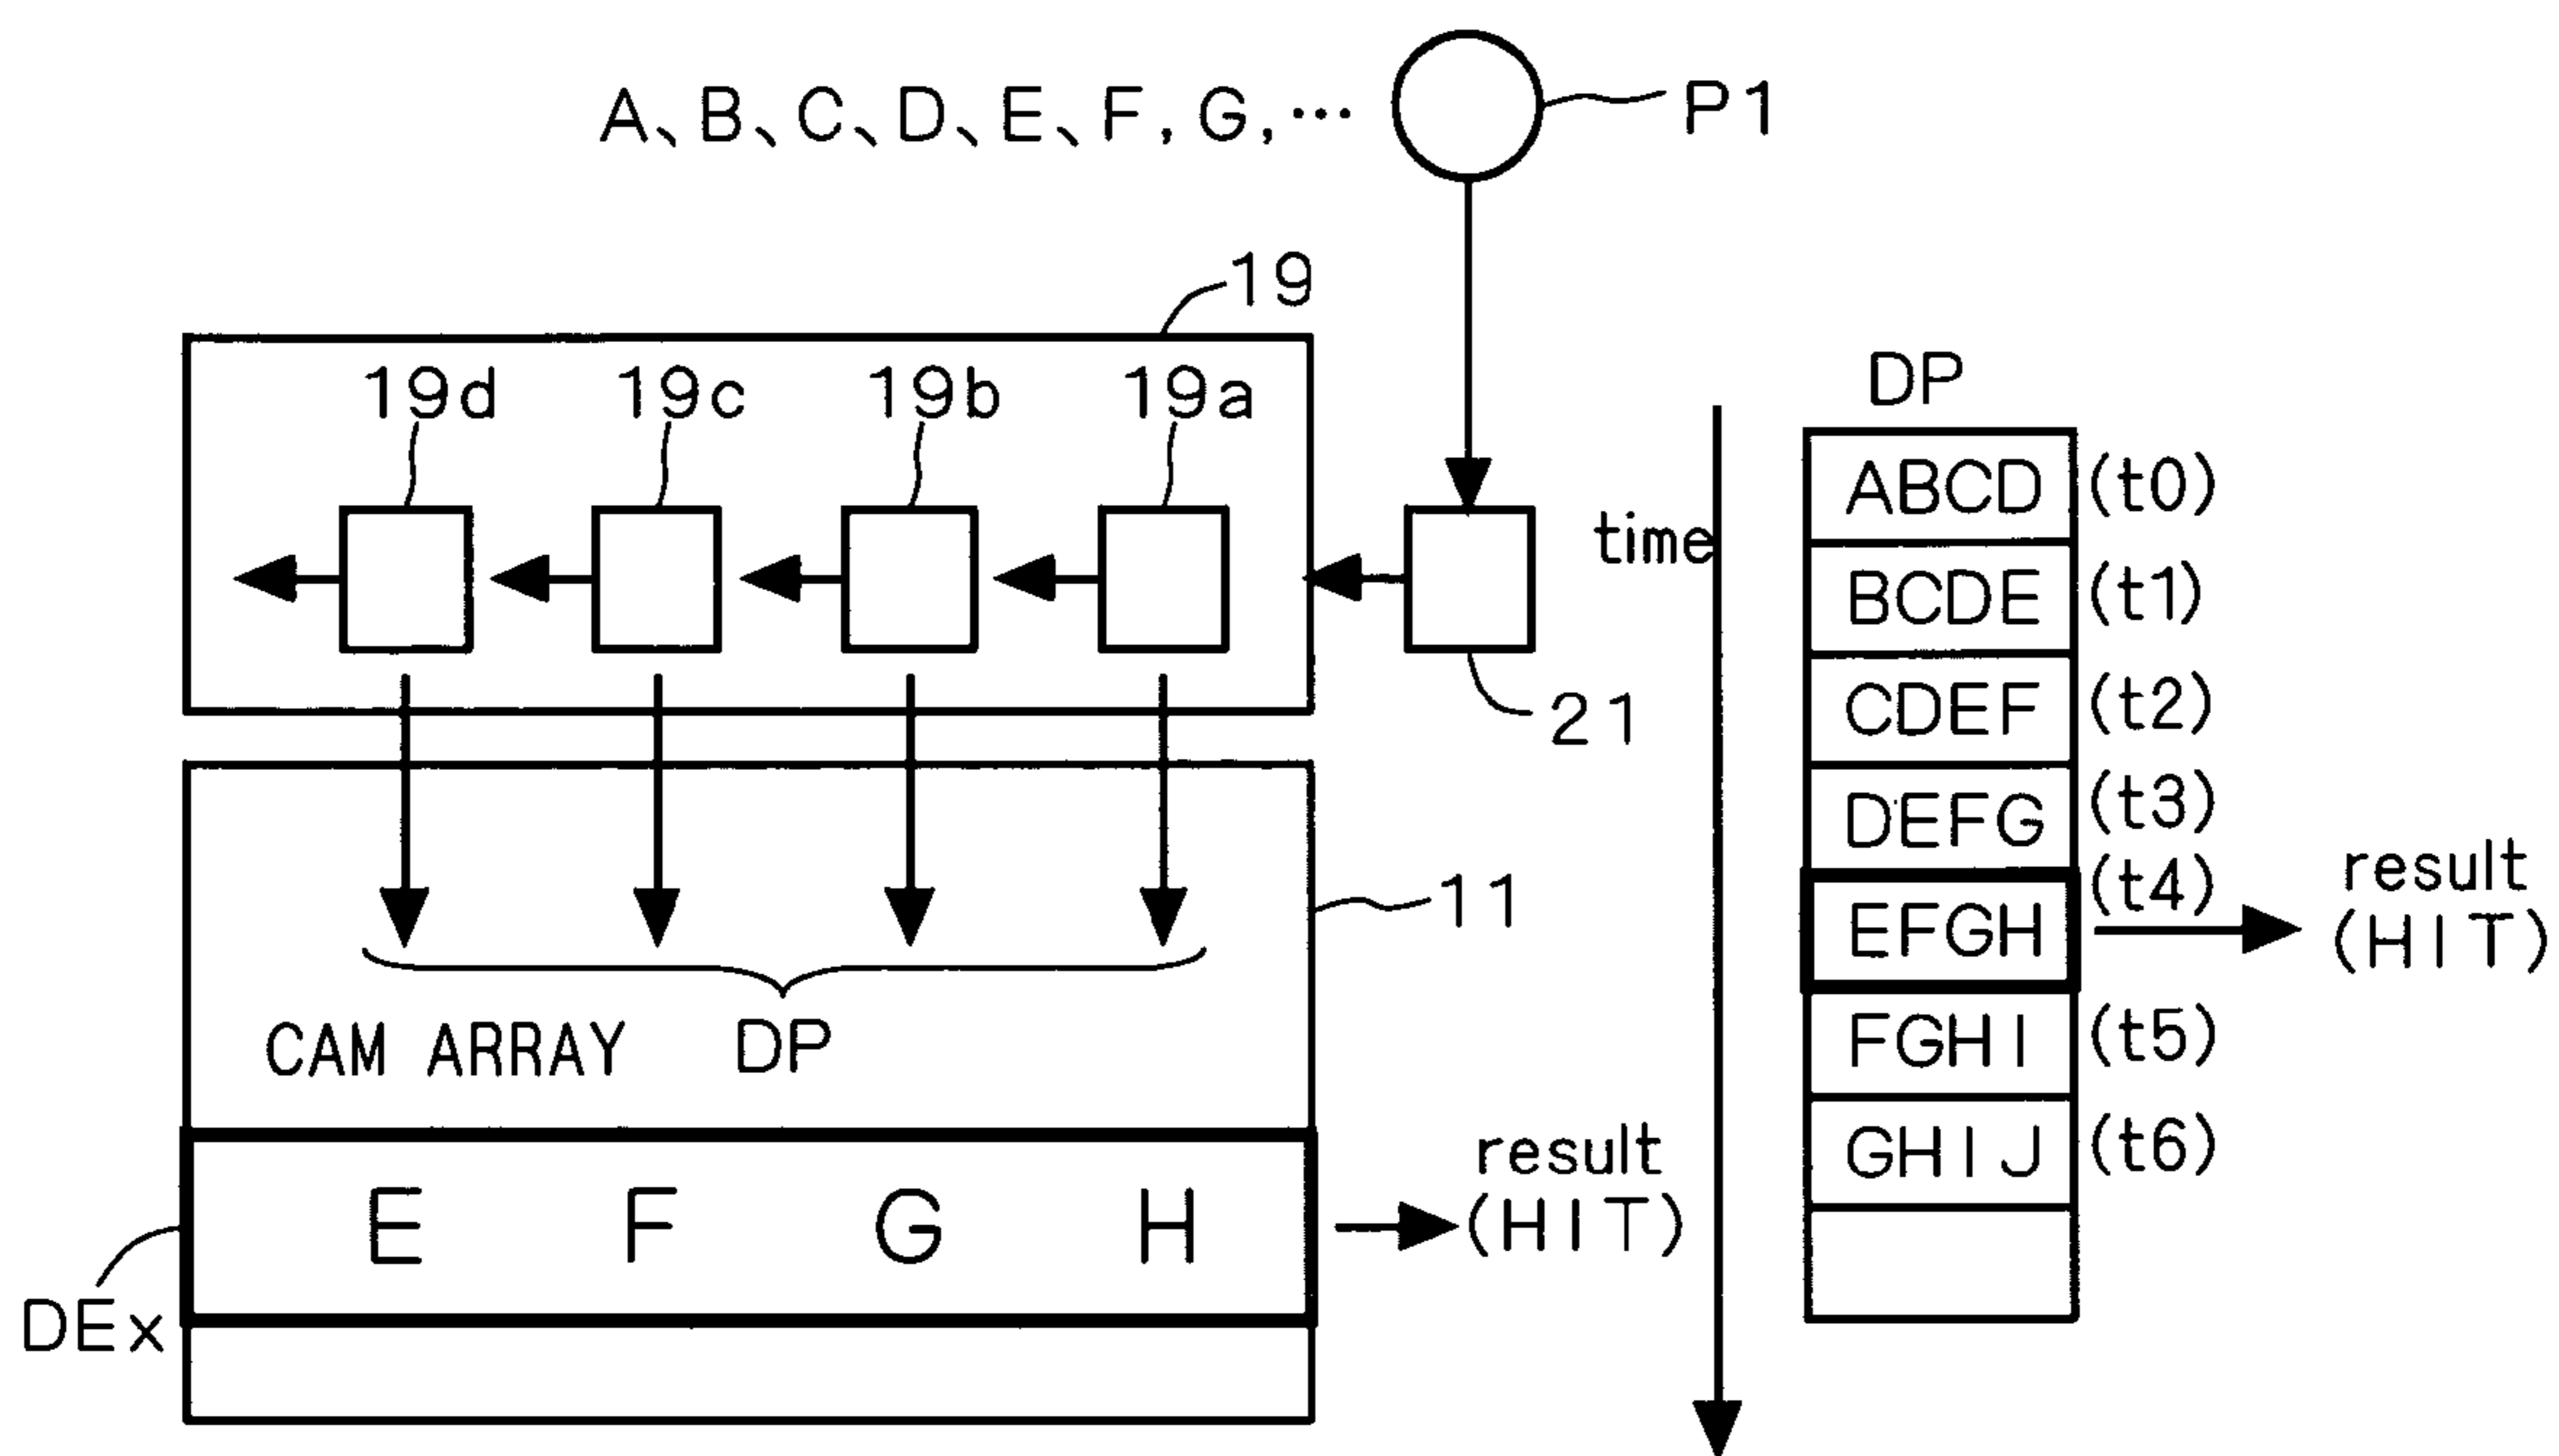 A、B、C、D、E、F,G,…
P1
19
19d 19c 19b 19a
21
11
CAM ARRAY DP
E F G H
DEx
result
(HIT)
time
DP
ABCD (t0)
BCDE (t1)
CDEF (t2)
DEFG (t3)
EFGH (t4)
result
(HIT)
FGHI (t5)
GHIJ (t6)